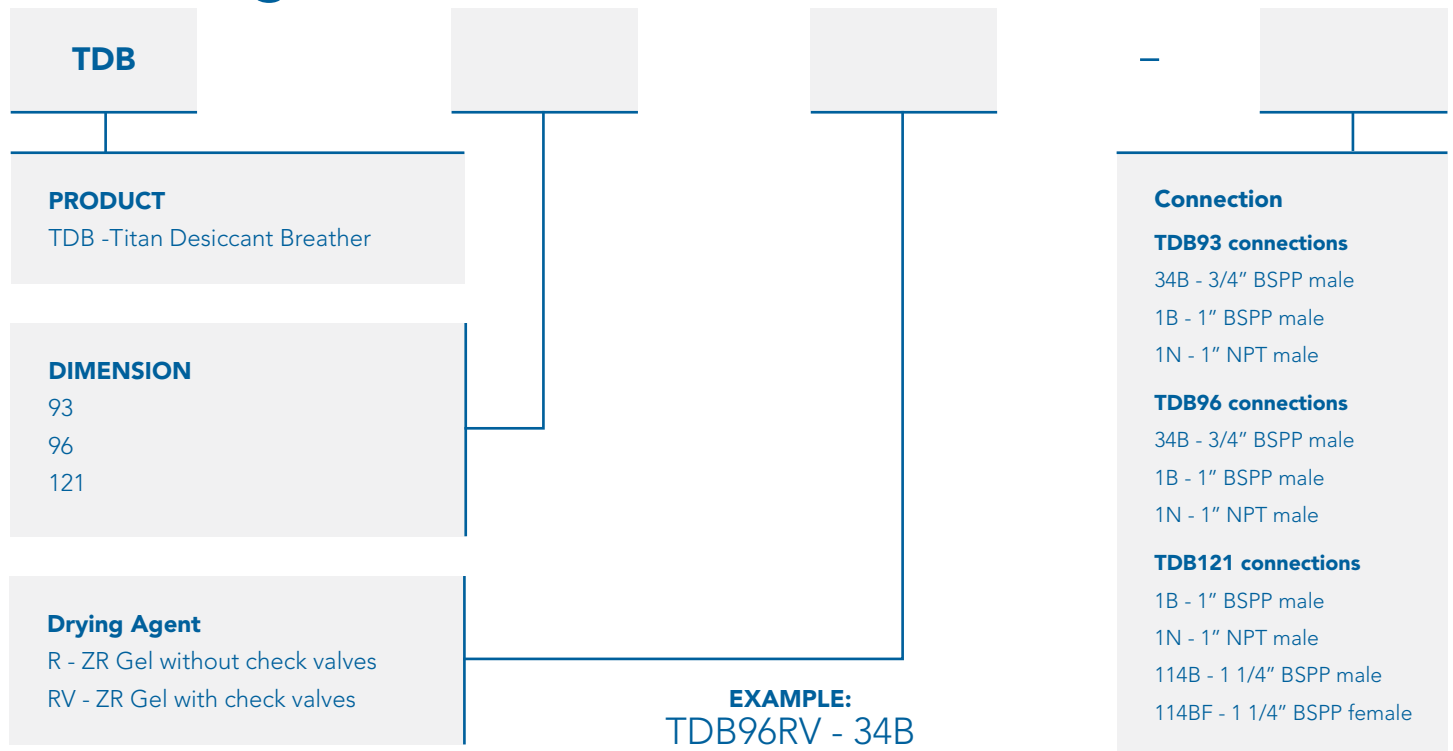 TDB
–
PRODUCT
TDB -Titan Desiccant Breather
DIMENSION
93
96
121
Drying Agent
R - ZR Gel without check valves
RV - ZR Gel with check valves
EXAMPLE:
TDB96RV - 34B
Connection
TDB93 connections
34B - 3/4” BSPP male
1B - 1” BSPP male
1N - 1” NPT male
TDB96 connections
34B - 3/4” BSPP male
1B - 1” BSPP male
1N - 1” NPT male
TDB121 connections
1B - 1” BSPP male
1N - 1” NPT male
114B - 1 1/4” BSPP male
114BF - 1 1/4” BSPP female